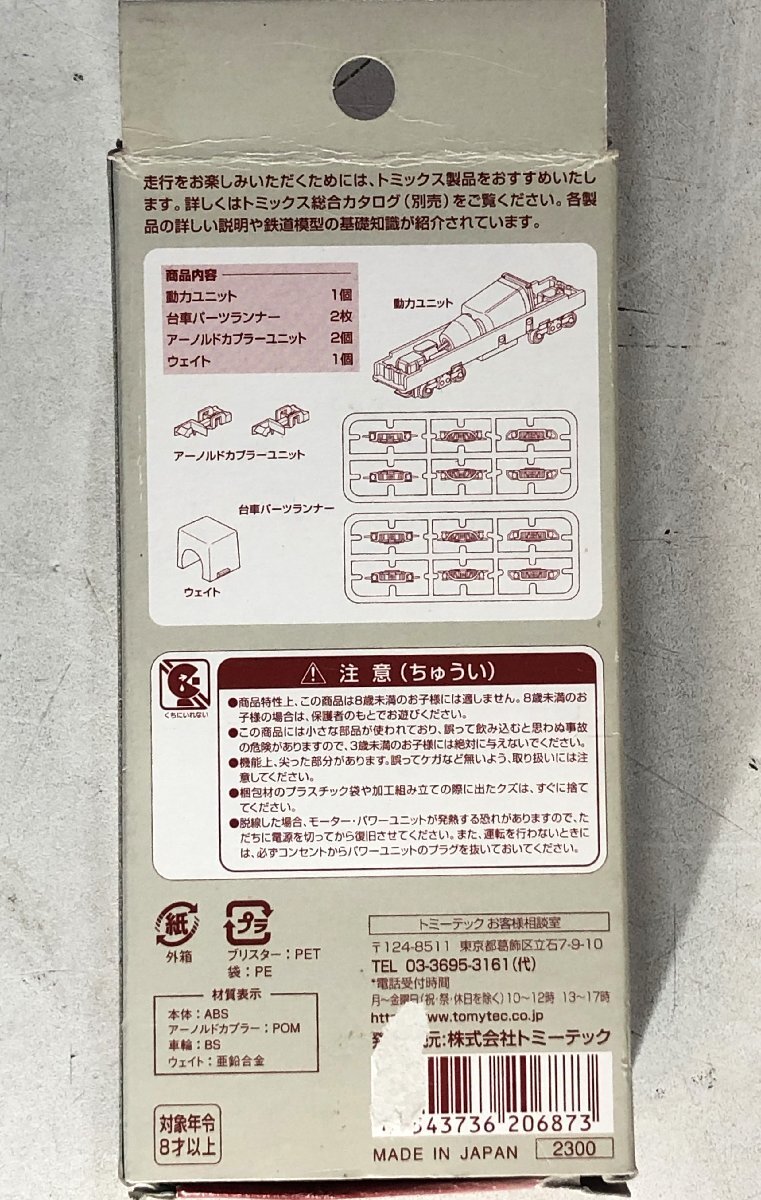 走行をお楽しみいただくためには、トミックス製品をおすすめいたし
ます。詳しくはトミックス総合カタログ(別売)をご覧ください。各製
品の詳しい説明や鉄道模型の基礎知識が紹介されています。
商品内容
動力ユニット 1個
台車パーツランナー 2枚
アーノルドカプラーユニット 2個
ウェイト 1個
動力ユニット
アーノルドカプラーユニット
台車パーツランナー
ウェイト
くちにいれない
注意(ちゅうい)
●商品特性上、この商品は8歳未満のお子様には適しません。8歳未満のお
子様の場合は、保護者のもとでお遊びください。
●この商品には小さな部品が使われており、誤って飲み込むと思わぬ事故
の危険がありますので、3歳未満のお子様には絶対に与えないでください。
●機能上、尖った部分があります。誤ってケガなど無いよう、取り扱いには注
意してください。
●梱包材のプラスチック袋や加工組み立ての際に出たクズは、すぐに捨て
てください。
●脱線した場合、モーター・パワーユニットが発熱する恐れがありますので、た
だちに電源を切ってから復旧させてください。また、運転を行わないときに
は、必ずコンセントからパワーユニットのプラグを抜いておいてください。
紙
外箱
プラ
ブリスター:PET
袋:PE
材質表示
本体:ABS
アーノルドカプラー:POM
車輪:BS
ウェイト:亜鉛合金
対象年令
8才以上
トミーテック お客様相談室
〒124-8511 東京都葛飾区立石7-9-10
TEL 03-3695-3161(代)
*電話受付時間
月～金曜日(祝・祭・休日を除く)10～12時 13～17時
htt www.tomytec.co.jp
元:株式会社トミーテック
543736 206873
MADE IN JAPAN 2300